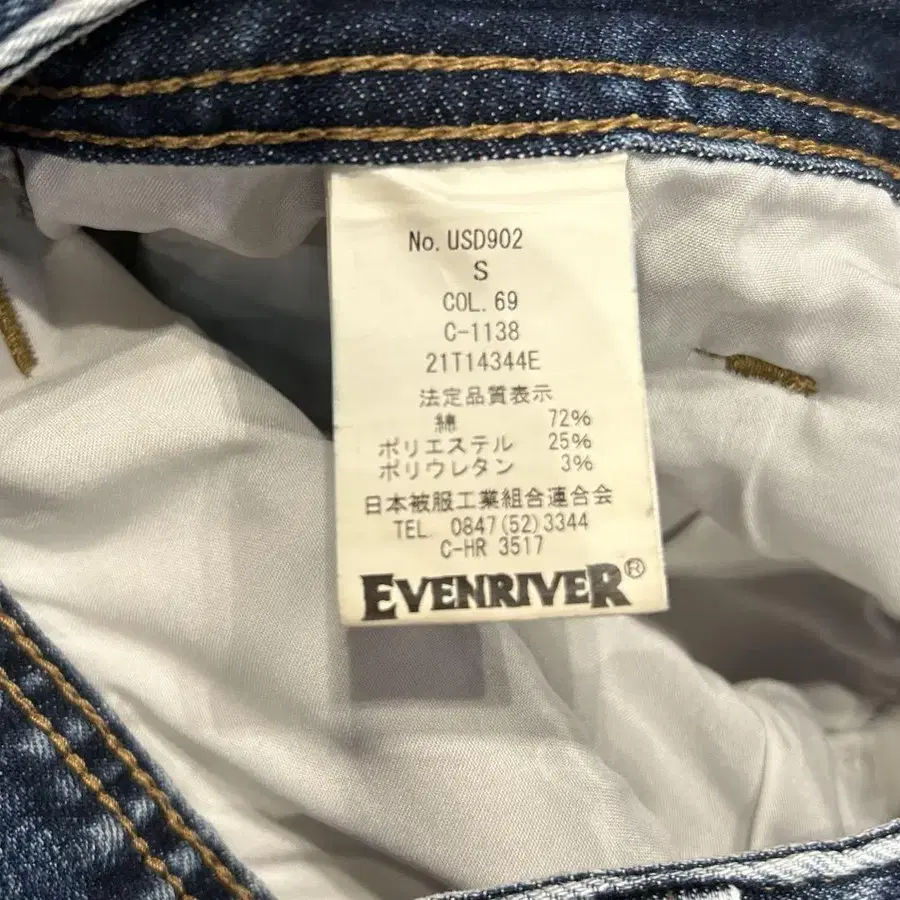 No. USD902
S
COL. 69
C-1138
21T14344E
法定品質表示
綿 72%
ポリエステル 25%
ポリウレタン 3%
日本被服工業組合連合会
TEL. 0847(52)3344
C-HR 3517
EVENRIVER®